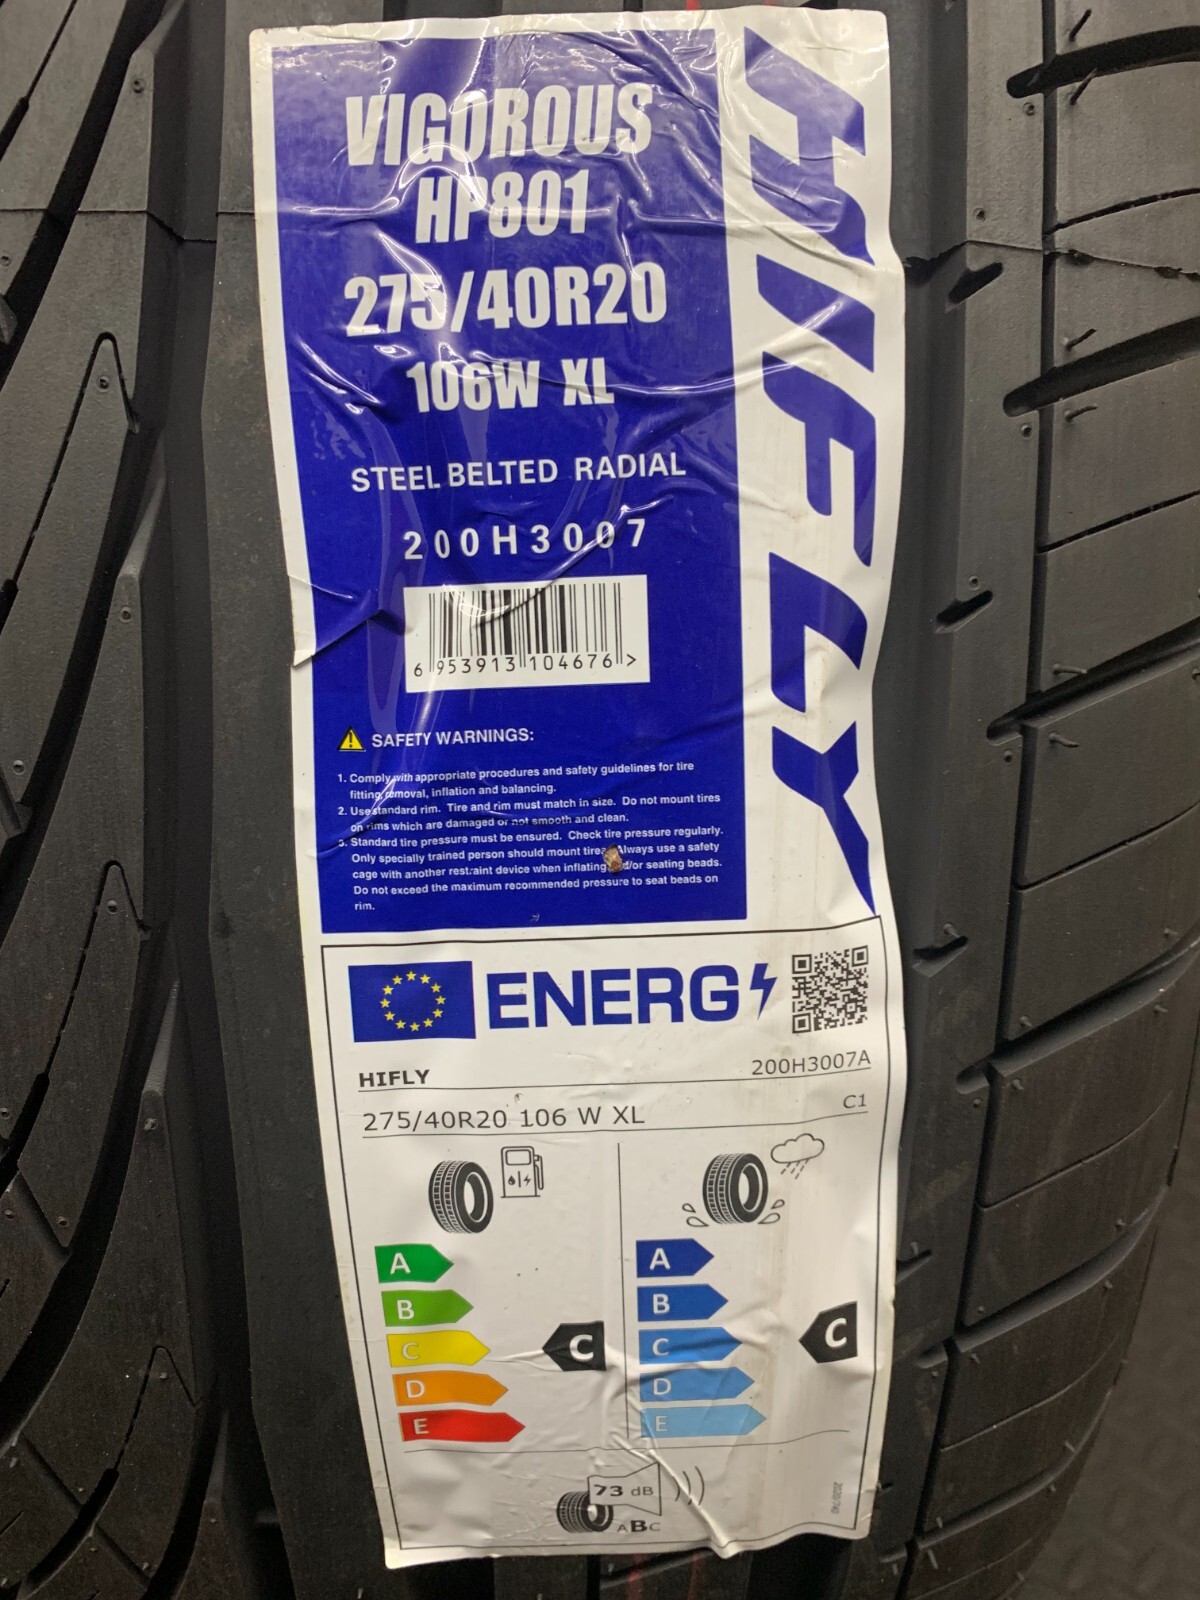 VIGOROUS
HP801
275/40R20
106W XL
STEEL BELTED RADIAL
200H3007
6 953913 104676 >
HIFLY
SAFETY WARNINGS:
1. Comply with appropriate procedures and safety guidelines for tire
fitting, removal, inflation and balancing.
2. Use standard rim. Tire and rim must match in size. Do not mount tires
on rims which are damaged or not smooth and clean.
3. Standard tire pressure must be ensured. Check tire pressure regularly.
Only specially trained person should mount tires. Always use a safety
cage with another restraint device when inflating and/or seating beads.
Do not exceed the maximum recommended pressure to seat beads on
rim.
ENERG
HIFLY 200H3007A
275/40R20 106 W XL C1
A A
B B
C C C C
D D
E E
73 dB
ABC
2020/740